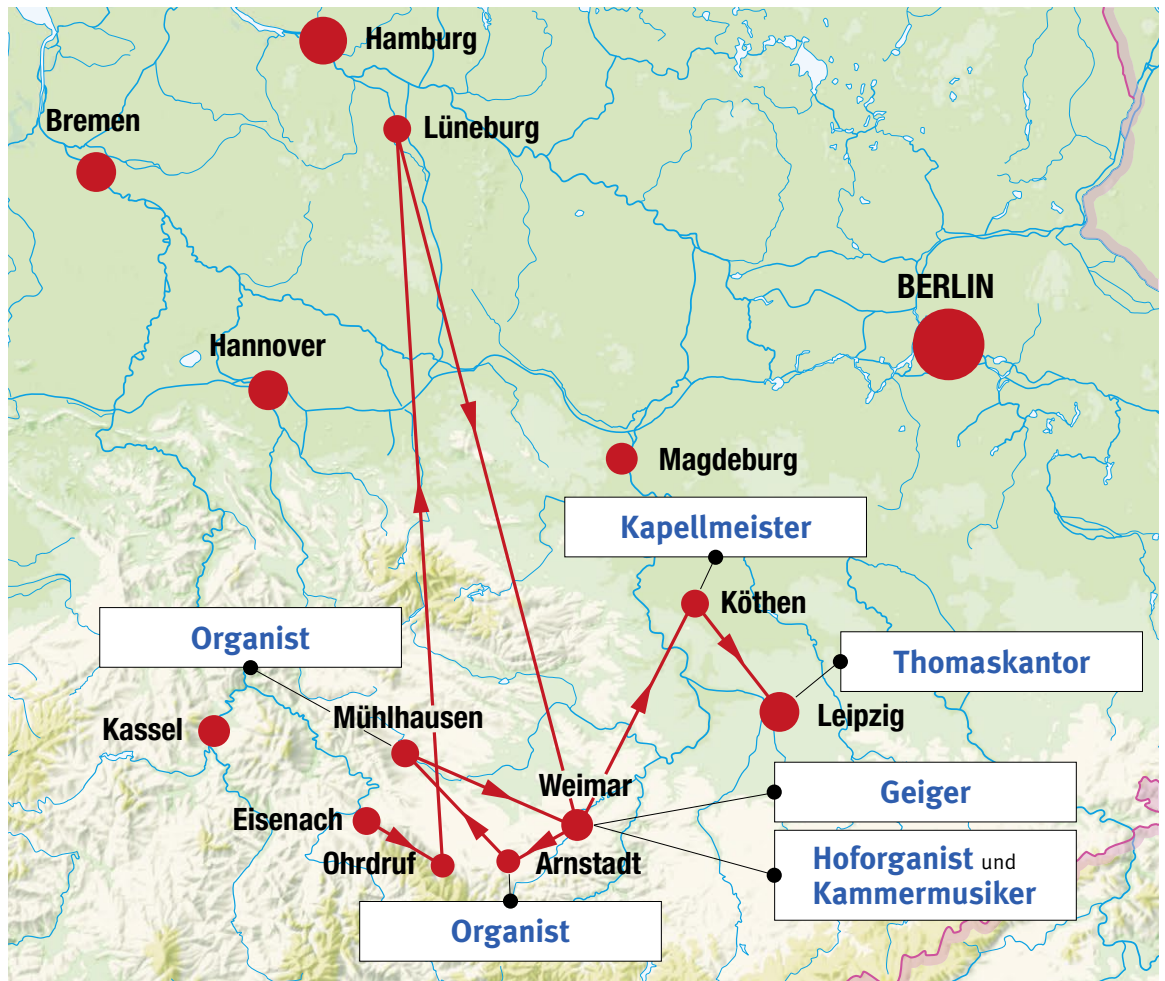 Hamburg
Bremen
Lüneburg
BERLIN
Hannover
Magdeburg
Kapellmeister
Köthen
Organist
Thomaskantor
Mühlhausen
Leipzig
Kassel
Weimar
Geiger
Eisenach
Ohrdruf
Arnstadt
Hoforganist und
Kammermusiker
Organist